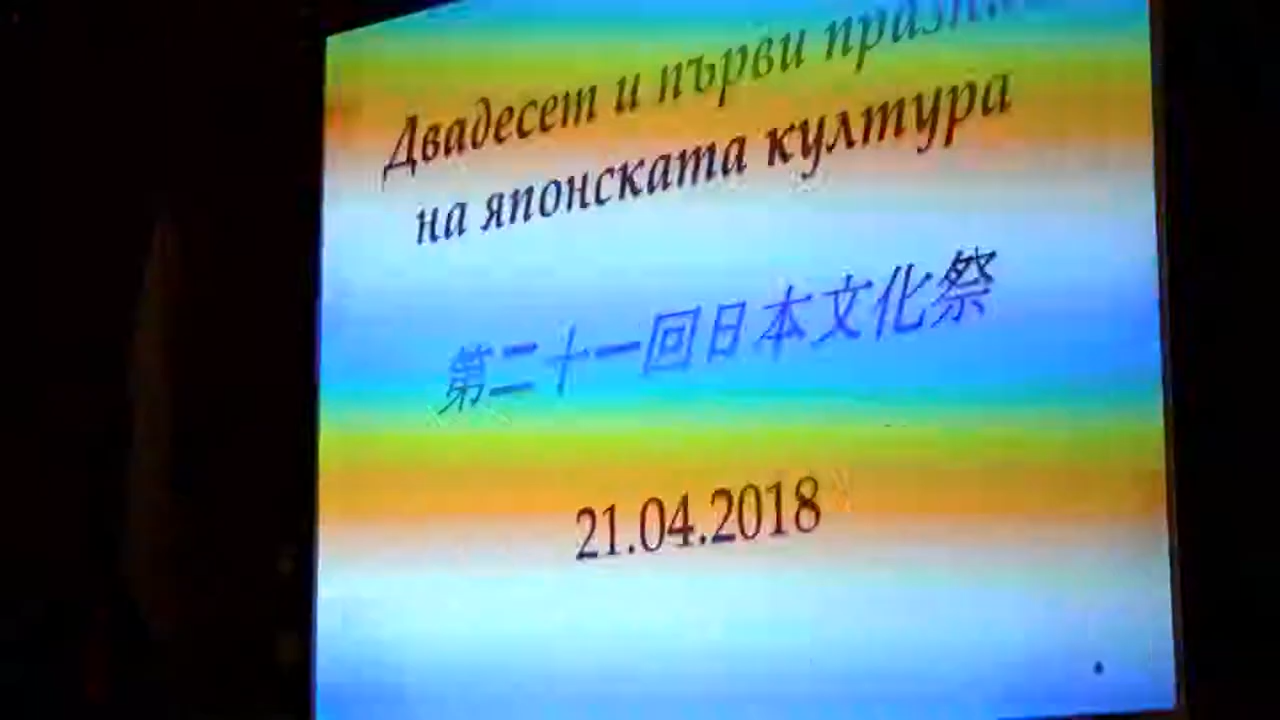 Двадесет и първи
на японската култура
第二十一回日本文化祭
21.04.2018